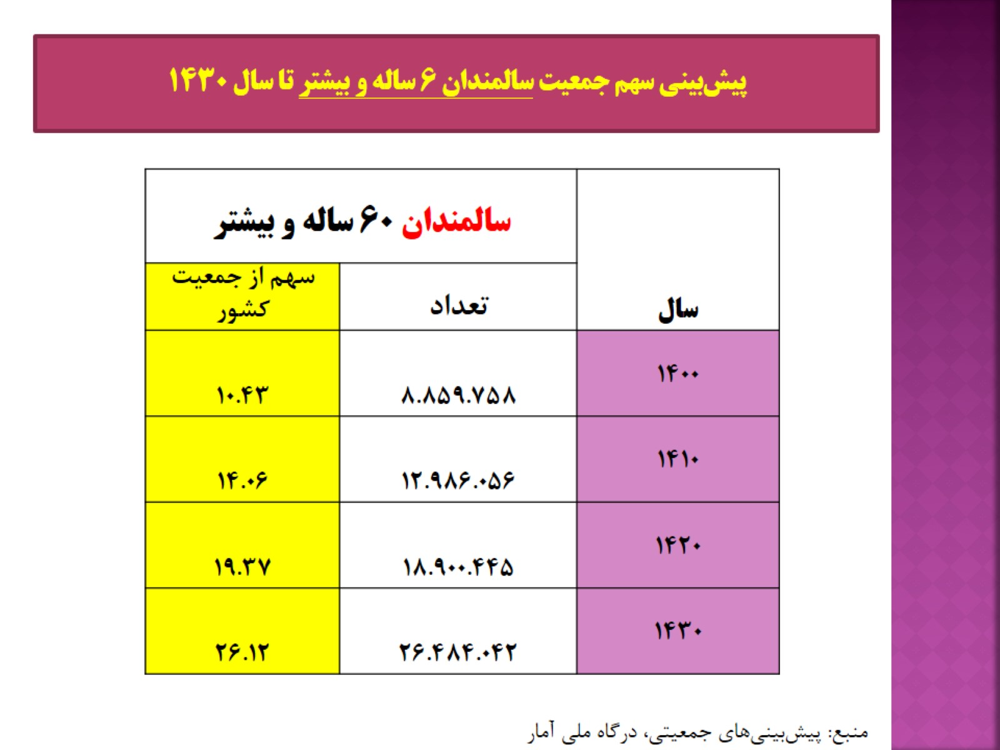 پیش‌بینی سهم جمعیت سالمندان ۶ ساله و بیشتر تا سال ۱۴۳۰
سال
سالمندان ۶۰ ساله و بیشتر
تعداد
سهم از جمعیت
کشور
۱۴۰۰
۸.۸۵۹.۷۵۸
۱۰.۴۳
۱۴۱۰
۱۲.۹۸۶.۰۵۶
۱۴.۰۶
۱۴۲۰
۱۸.۹۰۰.۴۴۵
۱۹.۳۷
۱۴۳۰
۲۶.۴۸۴.۰۴۲
۲۶.۱۲
منبع: پیش‌بینی‌های جمعیتی، درگاه ملی آمار